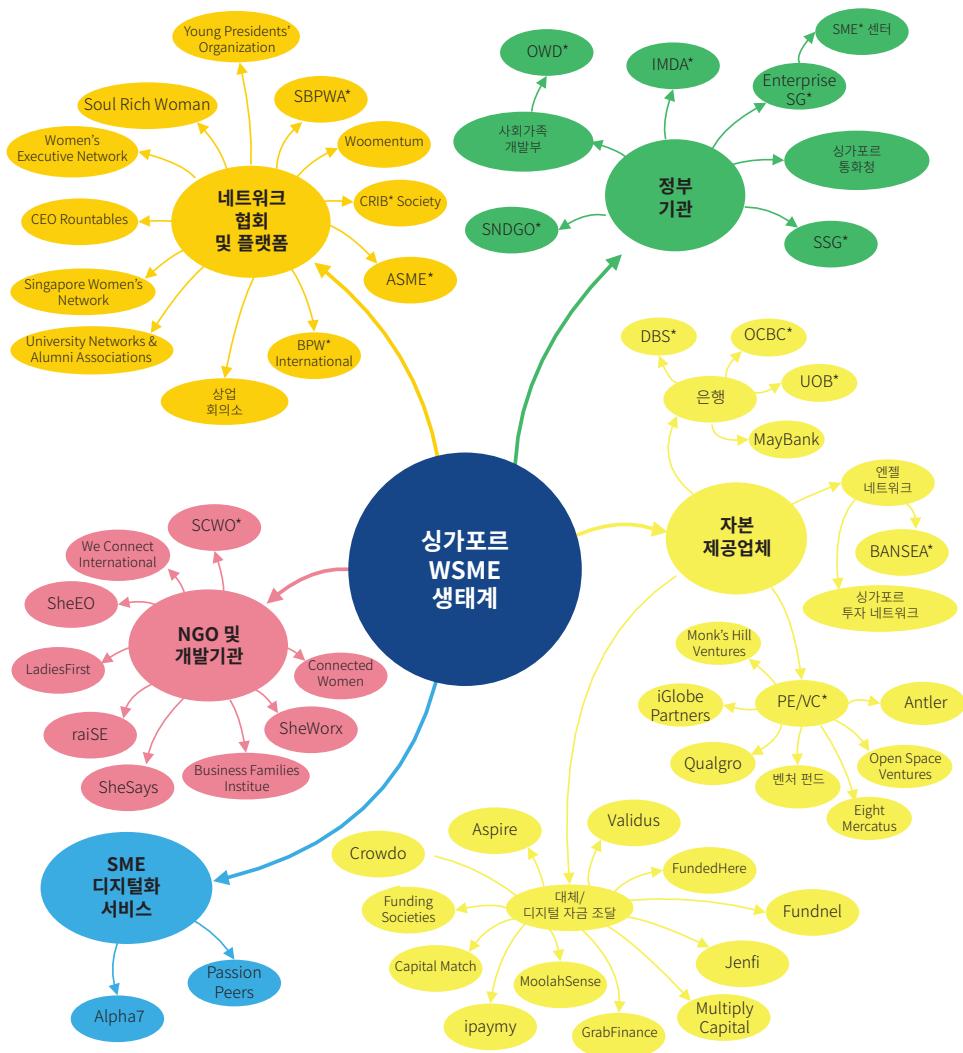 Young Presidents'
Organization
Soul Rich Woman
SBPWA*
Women's
Executive Network
Woomentum
네트워크
협회
및 플랫폼
CRIB* Society
CEO Rountables
ASME*
Singapore Women's
Network
University Networks &
Alumni Associations
BPW*
International
상업
회의소
OWD*
IMDA*
SME* 센터
Enterprise
SG*
사회가족
개발부
싱가포르
통화청
정부
기관
SNDGO*
SSG*
DBS*
OCBC*
UOB*
은행
MayBank
엔젤
네트워크
자본
제공업체
BANSEA*
싱가포르
투자 네트워크
싱가포르
WSME
생태계
SCWO*
We Connect
International
SheEO
NGO 및
개발기관
LadiesFirst
Connected
Women
raiSE
SheWorx
SheSays
Business Families
Institue
Monk's Hill
Ventures
iGlobe
Partners
PE/VC*
Antler
Qualgro
벤처 펀드
Open Space
Ventures
Eight
Mercatus
SME
디지털화
서비스
Passion
Peers
Alpha7
Aspire
Validus
Crowdo
FundedHere
Funding
Societies
대체/
디지털 자금 조달
Fundnel
Capital Match
MoolahSense
Jenfi
ipaymy
GrabFinance
Multiply
Capital